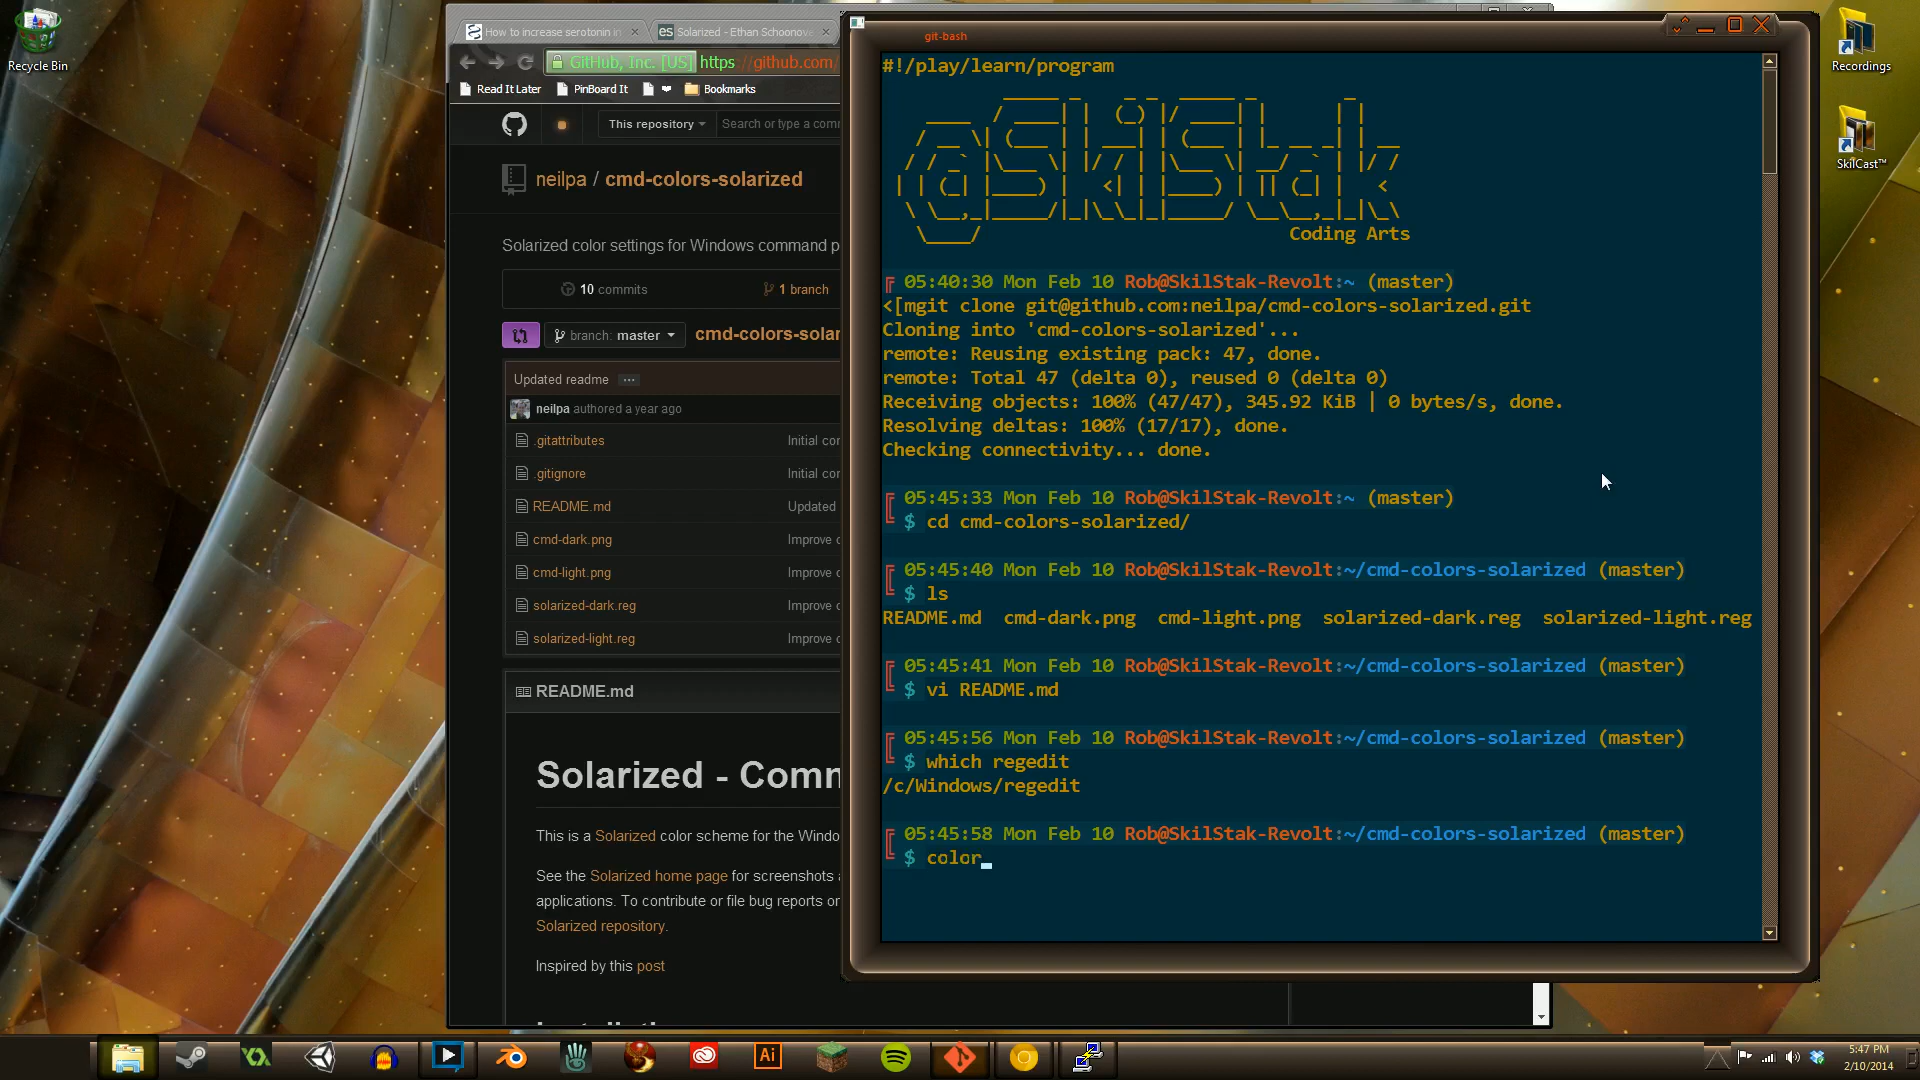 Recycle Bin
How to increase serotonin in
es Solarized - Ethan Schoonove
GitHub, Inc. [US] https://github.com/
Read It Later
PinBoard It
Bookmarks
This repository
Search or type a com
neilpa / cmd-colors-solarized
Solarized color settings for Windows command p
10 commits
1 branch
branch: master
cmd-colors-solar
Updated readme ...
neilpa authored a year ago
.gitattributes Initial cor
.gitignore Initial cor
README.md Updated
cmd-dark.png Improve c
cmd-light.png Improve c
solarized-dark.reg Improve c
solarized-light.reg Improve c
README.md
Solarized - Comm
This is a Solarized color scheme for the Windo
See the Solarized home page for screenshots a
applications. To contribute or file bug reports or
Solarized repository.
Inspired by this post
git-bash
#!/play/learn/program
@SkilStak
Coding Arts
05:40:30 Mon Feb 10 Rob@SkilStak-Revolt:~ (master)
<[mgit clone git@github.com:neilpa/cmd-colors-solarized.git
Cloning into 'cmd-colors-solarized'...
remote: Reusing existing pack: 47, done.
remote: Total 47 (delta 0), reused 0 (delta 0)
Receiving objects: 100% (47/47), 345.92 KiB | 0 bytes/s, done.
Resolving deltas: 100% (17/17), done.
Checking connectivity... done.
05:45:33 Mon Feb 10 Rob@SkilStak-Revolt:~ (master)
$ cd cmd-colors-solarized/
05:45:40 Mon Feb 10 Rob@SkilStak-Revolt:~/cmd-colors-solarized (master)
$ ls
README.md cmd-dark.png cmd-light.png solarized-dark.reg solarized-light.reg
05:45:41 Mon Feb 10 Rob@SkilStak-Revolt:~/cmd-colors-solarized (master)
$ vi README.md
05:45:56 Mon Feb 10 Rob@SkilStak-Revolt:~/cmd-colors-solarized (master)
$ which regedit
/c/Windows/regedit
05:45:58 Mon Feb 10 Rob@SkilStak-Revolt:~/cmd-colors-solarized (master)
$ color_
Recordings
SkilCast™
Ai
5:47 PM
2/10/2014